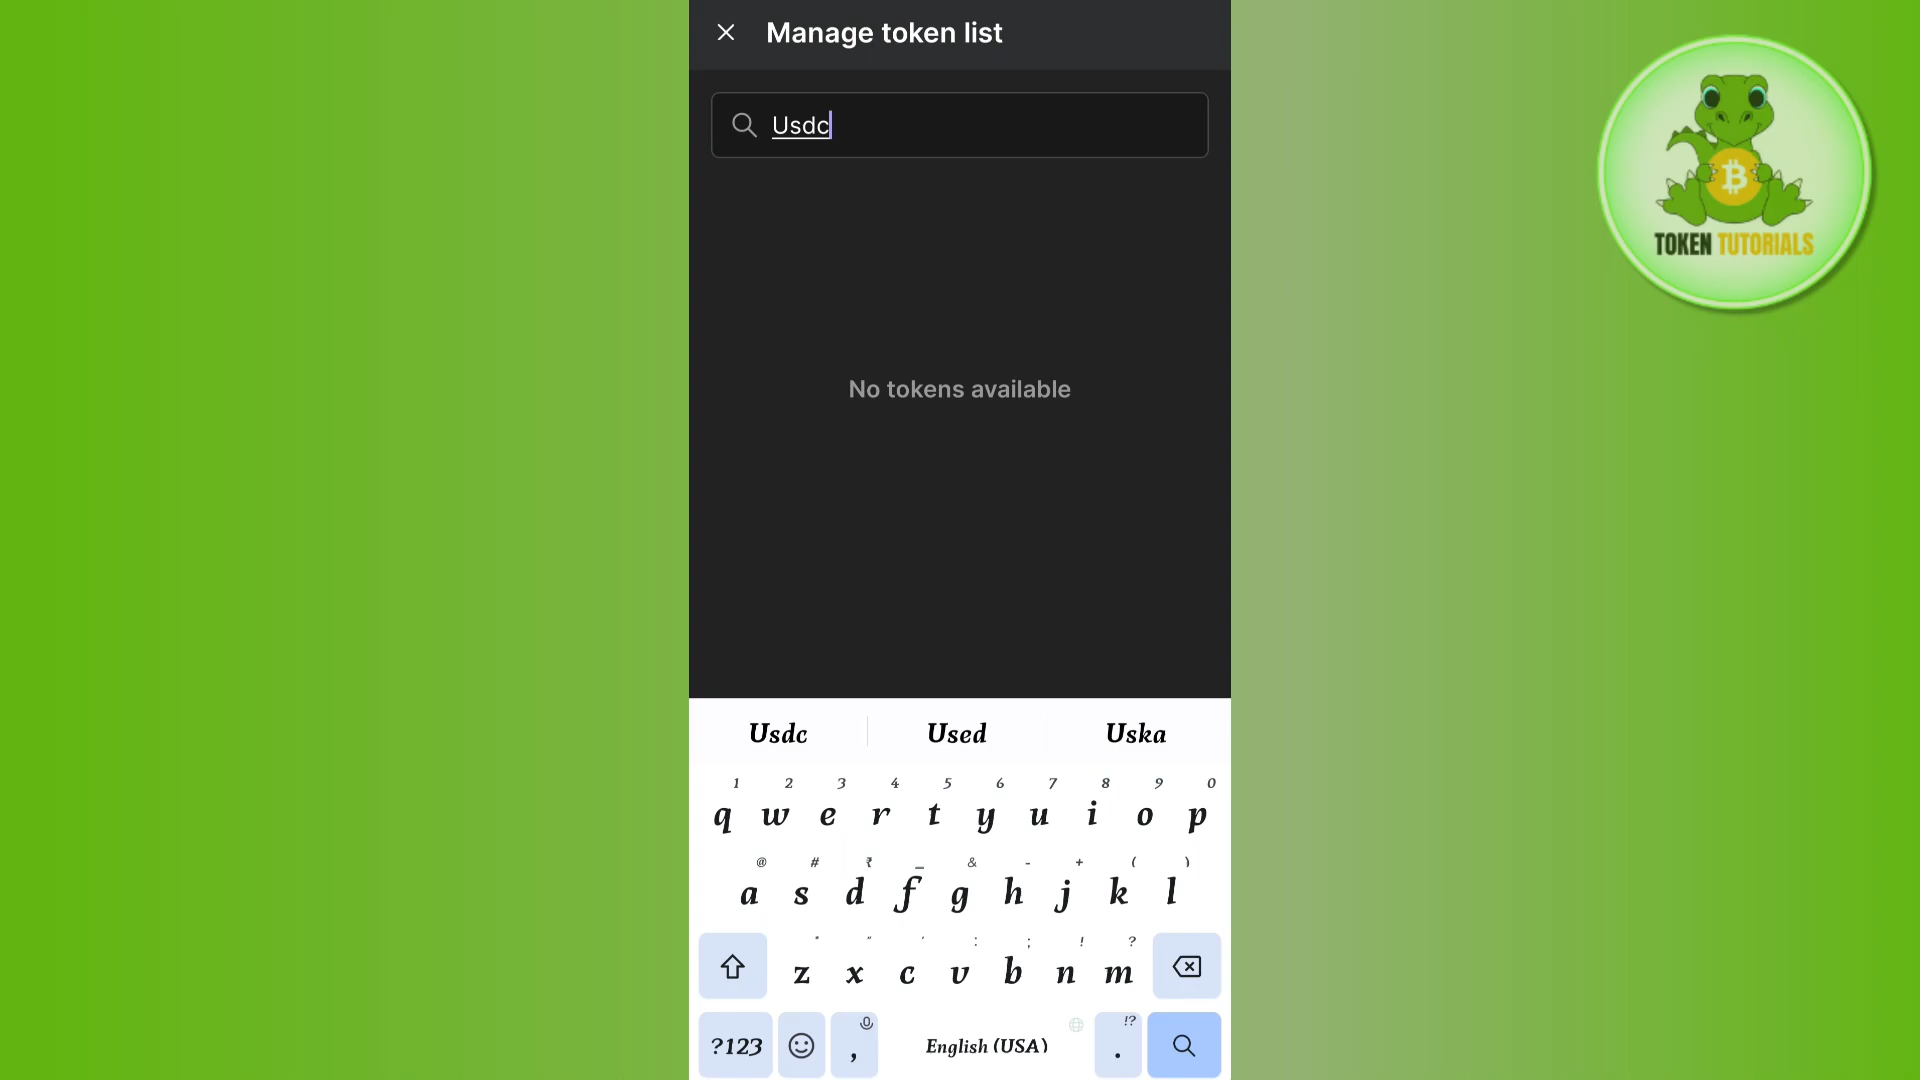 Manage token list
Usdc
No tokens available
TOKEN TUTORIALS
Usdc Used Uska
1 2 3 4 5 6 7 8 9 0
q w e r t y u i o p
@ # ₹ _ & - + ( )
a s d f g h j k l
* " ' : ; ! ?
z x c v b n m
!?
?123 , English (USA) .